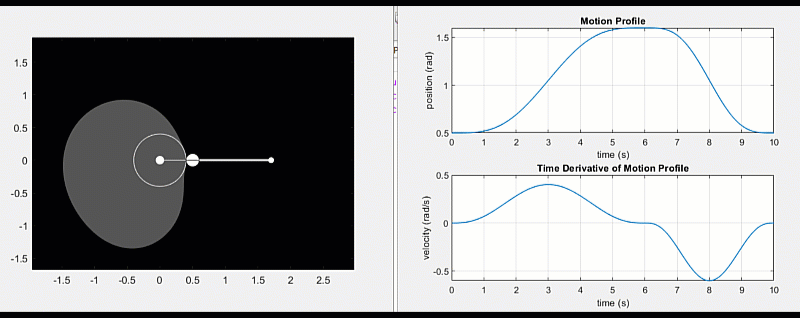 1.5
1
0.5
0
-0.5
-1
-1.5
-1.5 -1 -0.5 0 0.5 1 1.5 2 2.5
Motion Profile
position (rad)
1.5
1
0.5
0 1 2 3 4 5 6 7 8 9 10
time (s)
Time Derivative of Motion Profile
velocity (rad/s)
0.5
0
-0.5
0 1 2 3 4 5 6 7 8 9 10
time (s)